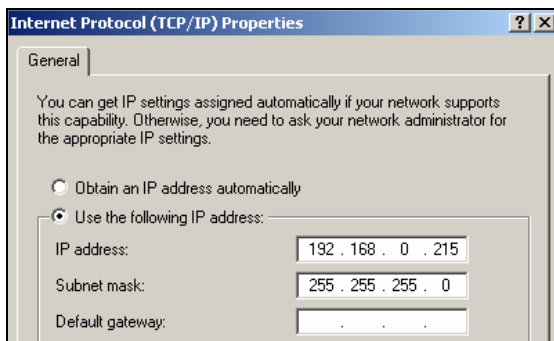 Internet Protocol (TCP/IP) Properties ? X
General
You can get IP settings assigned automatically if your network supports
this capability. Otherwise, you need to ask your network administrator for
the appropriate IP settings.
Obtain an IP address automatically
Use the following IP address:
IP address: 192 . 168 . 0 . 215
Subnet mask: 255 . 255 . 255 . 0
Default gateway: . . .